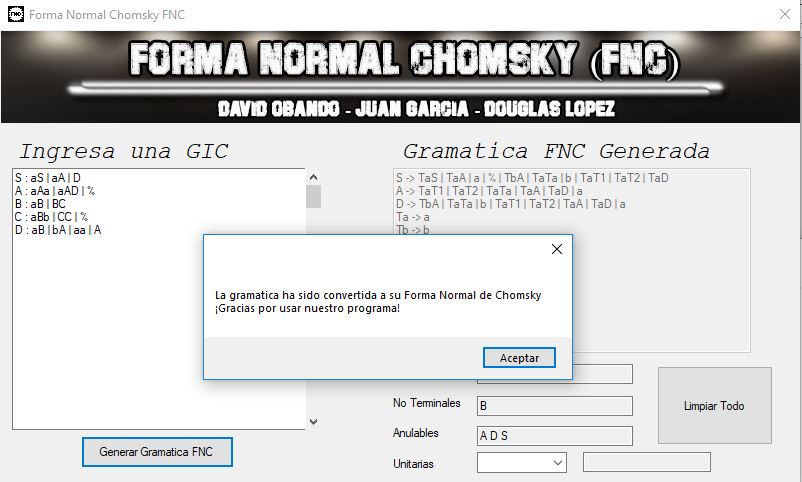 FNC
Forma Normal Chomsky FNC
FORMA NORMAL CHOMSKY (FNC)
DAVID OBANDO - JUAN GARCIA - DOUGLAS LOPEZ
Ingresa una GIC
S : aS | aA | D
A : aAa | aAD | %
B : aB | BC
C : aBb | CC | %
D : aB | bA | aa | A
Generar Gramatica FNC
Gramatica FNC Generada
S -> TaS | TaA | a | % | TbA | TaTa | b | TaT1 | TaT2 | TaD
A -> TaT1 | TaT2 | TaTa | TaA | TaD | a
D -> TbA | TaTa | b | TaT1 | TaT2 | TaA | TaD | a
Ta -> a
Tb -> b
La gramatica ha sido convertida a su Forma Normal de Chomsky
¡Gracias por usar nuestro programa!
Aceptar
No Terminales
B
Anulables
A D S
Unitarias
Limpiar Todo